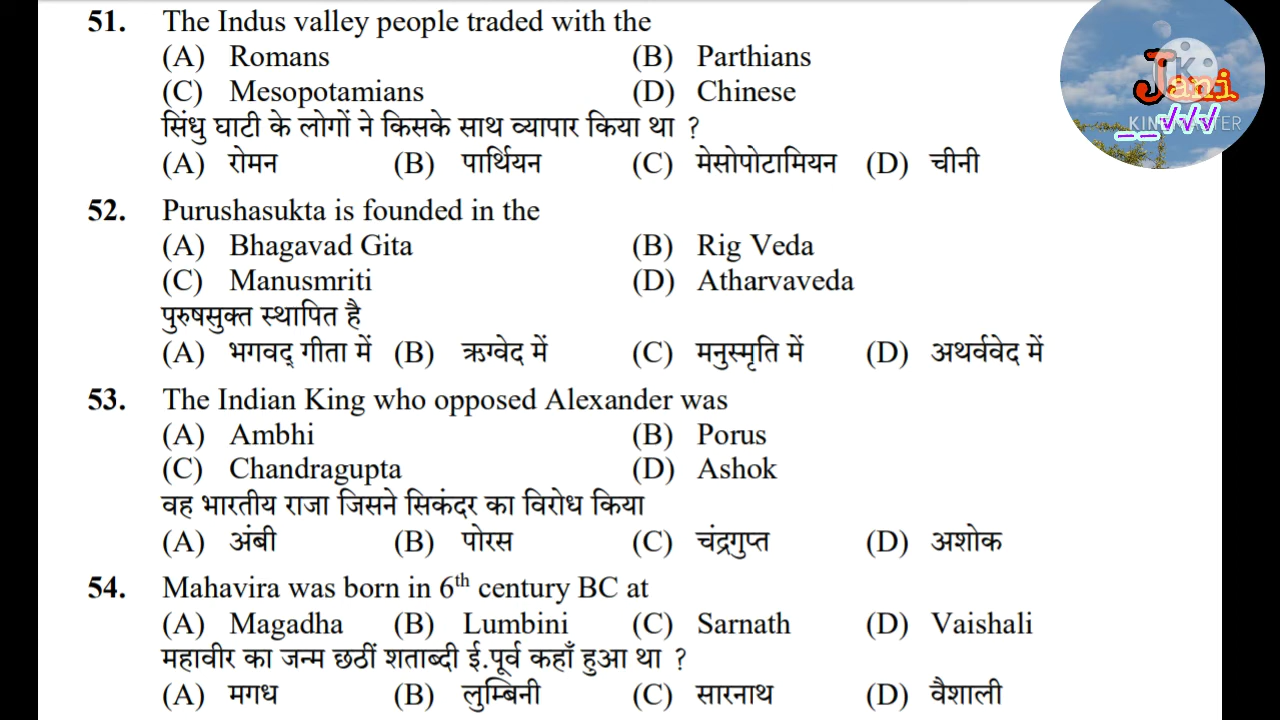 51. The Indus valley people traded with the
(A) Romans (B) Parthians
(C) Mesopotamians (D) Chinese
सिंधु घाटी के लोगों ने किसके साथ व्यापार किया था ?
(A) रोमन (B) पार्थियन (C) मेसोपोटामियन (D) चीनी
52. Purushasukta is founded in the
(A) Bhagavad Gita (B) Rig Veda
(C) Manusmriti (D) Atharvaveda
पुरुषसुक्त स्थापित है
(A) भगवद् गीता में (B) ऋग्वेद में (C) मनुस्मृति में (D) अथर्ववेद में
53. The Indian King who opposed Alexander was
(A) Ambhi (B) Porus
(C) Chandragupta (D) Ashok
वह भारतीय राजा जिसने सिकंदर का विरोध किया
(A) अंबी (B) पोरस (C) चंद्रगुप्त (D) अशोक
54. Mahavira was born in 6th century BC at
(A) Magadha (B) Lumbini (C) Sarnath (D) Vaishali
महावीर का जन्म छठीं शताब्दी ई.पूर्व कहाँ हुआ था ?
(A) मगध (B) लुम्बिनी (C) सारनाथ (D) वैशाली
Jani